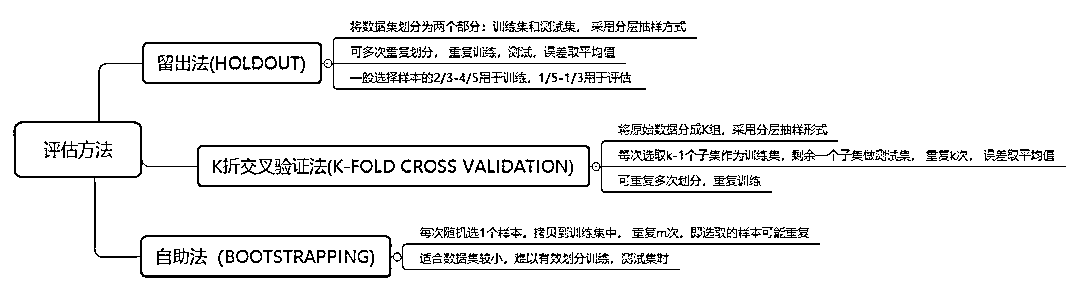 将数据集划分为两个部分：训练集和测试集， 采用分层抽样方式
可多次重复划分， 重复训练，测试，误差取平均值
留出法(HOLDOUT)
一般选择样本的2/3-4/5用于训练，1/5-1/3用于评估
评估方法
将原始数据分成K组，采用分层抽样形式
每次选取k-1个子集作为训练集，剩余一个子集做测试集， 重复k次， 误差取平均值
K折交叉验证法(K-FOLD CROSS VALIDATION)
可重复多次划分，重复训练
每次随机选1个样本，拷贝到训练集中， 重复m次，即选取的样本可能重复
自助法（BOOTSTRAPPING)
适合数据集较小，难以有效划分训练，测试集时